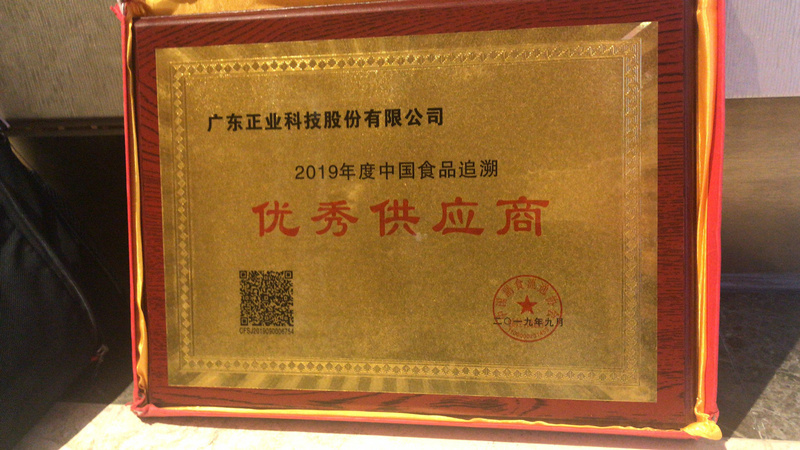 广东正业科技股份有限公司
2019年度中国食品追溯
优秀供应商
二〇一九年九月